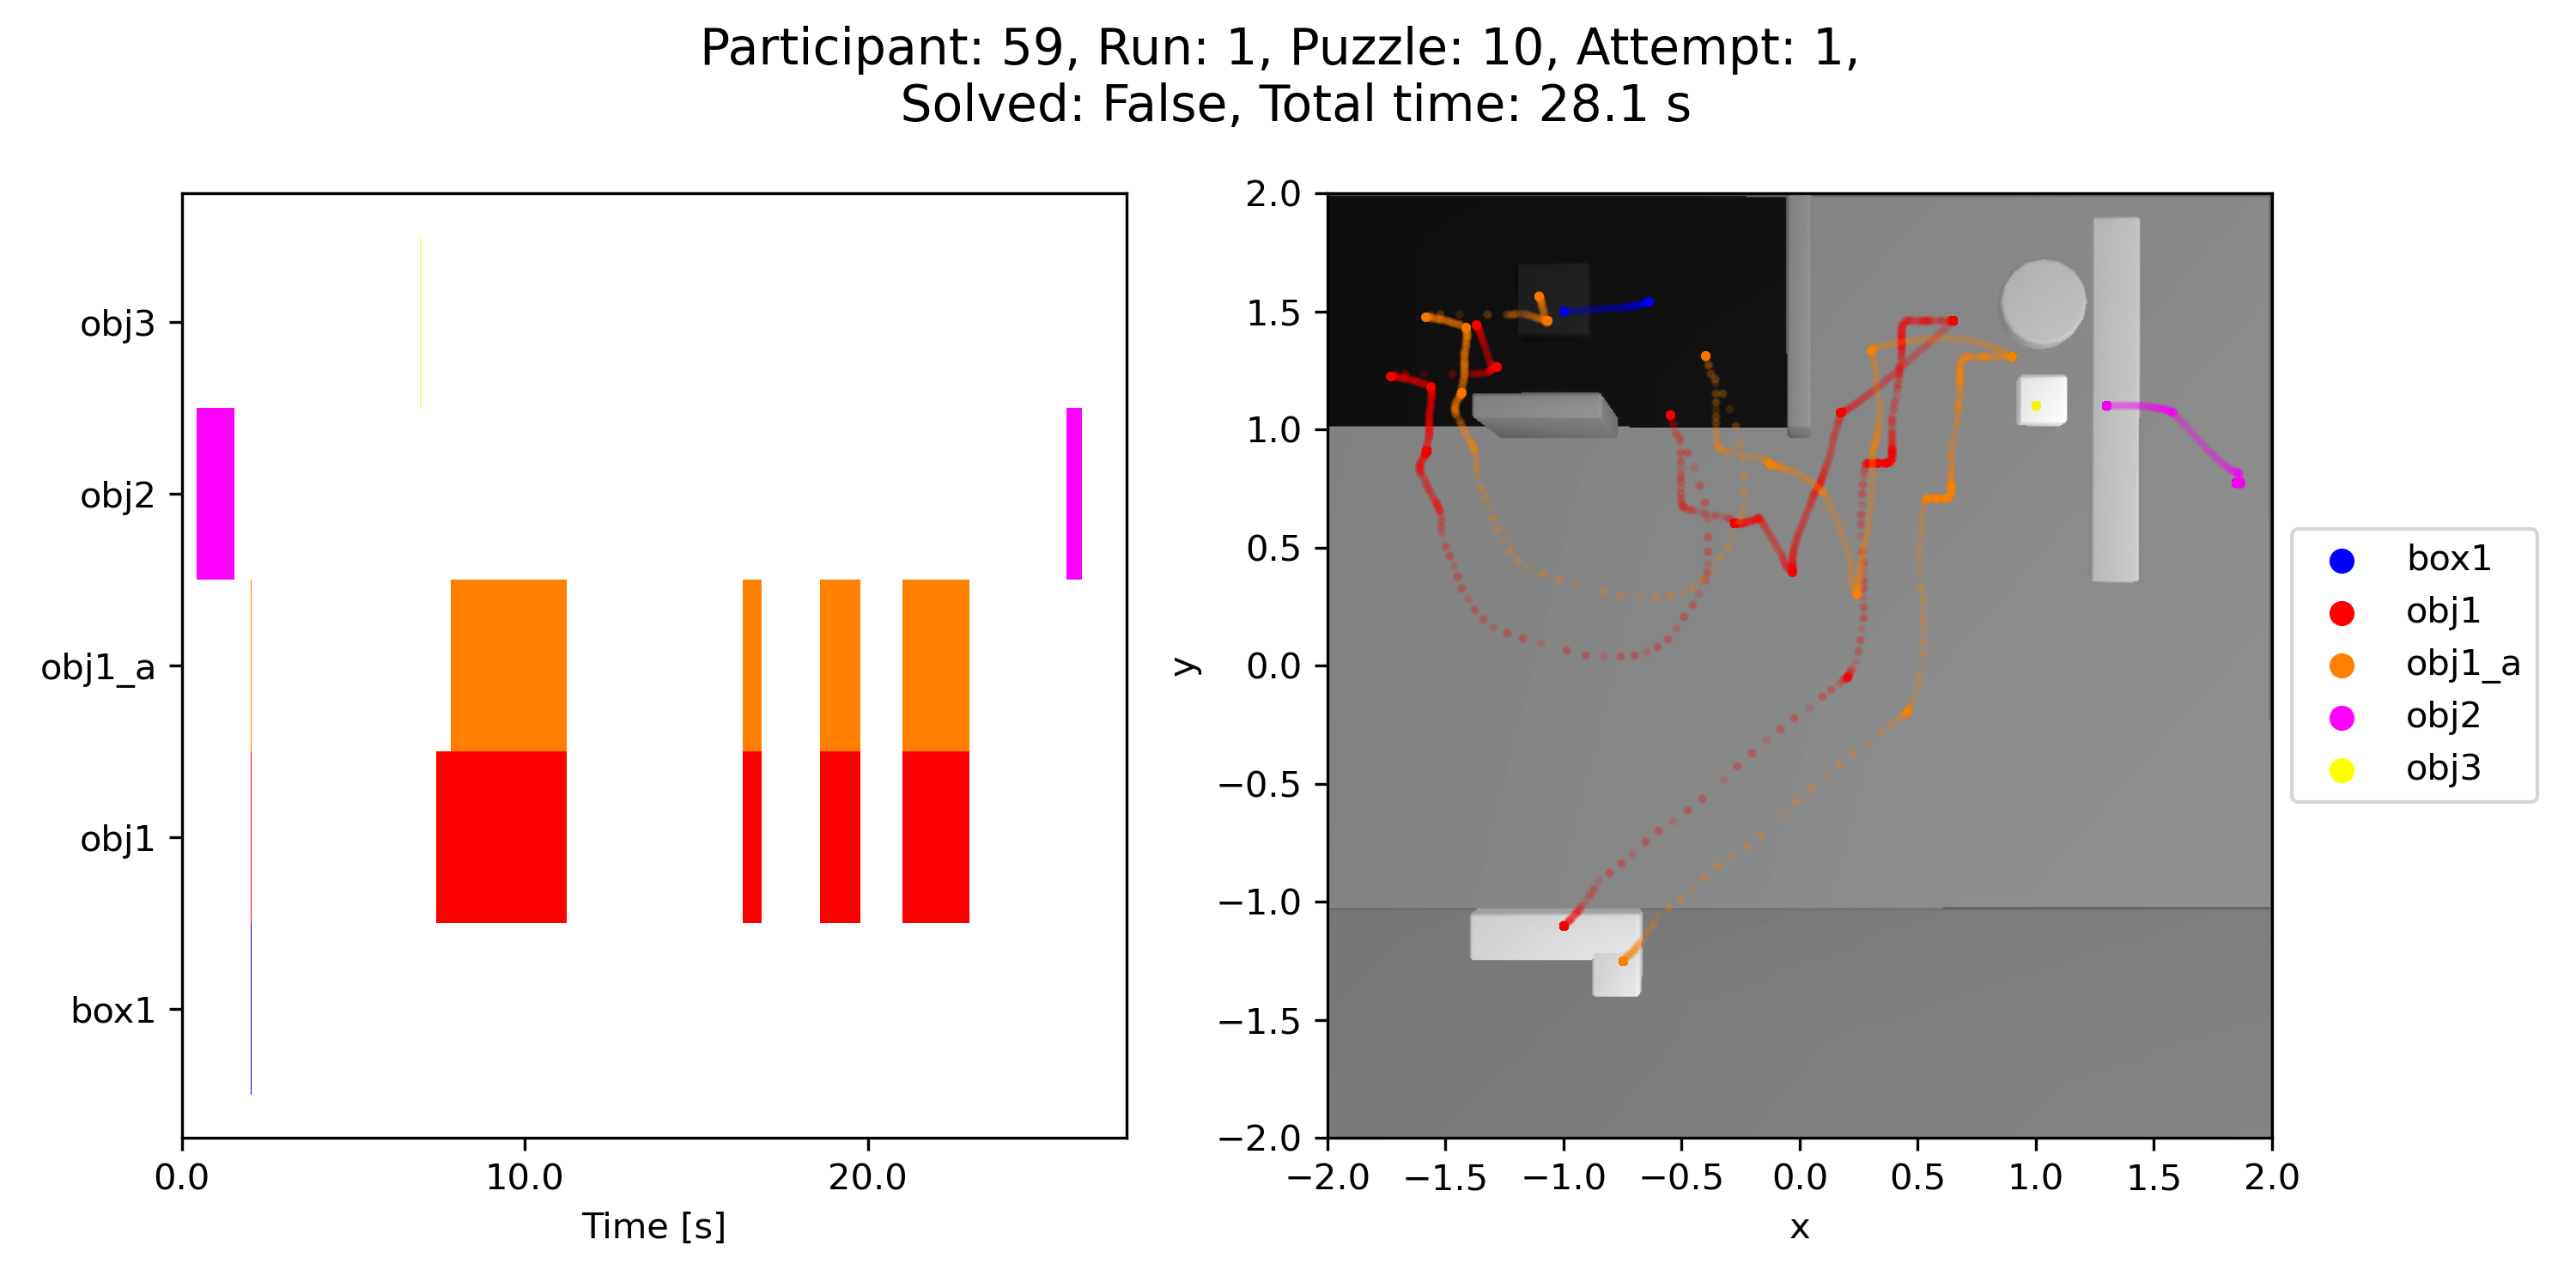 Participant: 59, Run: 1, Puzzle: 10, Attempt: 1,
Solved: False, Total time: 28.1 s
obj3
obj2
obj1_a
obj1
box1
0.0
10.0
20.0
Time [s]
2.0
1.5
1.0
0.5
0.0
−0.5
−1.0
−1.5
−2.0
y
−2.0
−1.5
−1.0
−0.5
0.0
0.5
1.0
1.5
2.0
x
box1
obj1
obj1_a
obj2
obj3